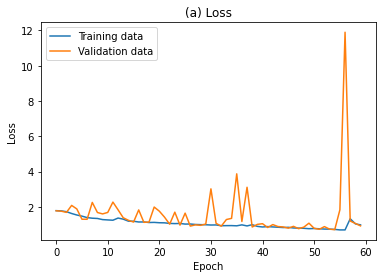 (a) Loss
Training data
Validation data
12
10
8
6
4
2
Loss
0
10
20
30
40
50
60
Epoch